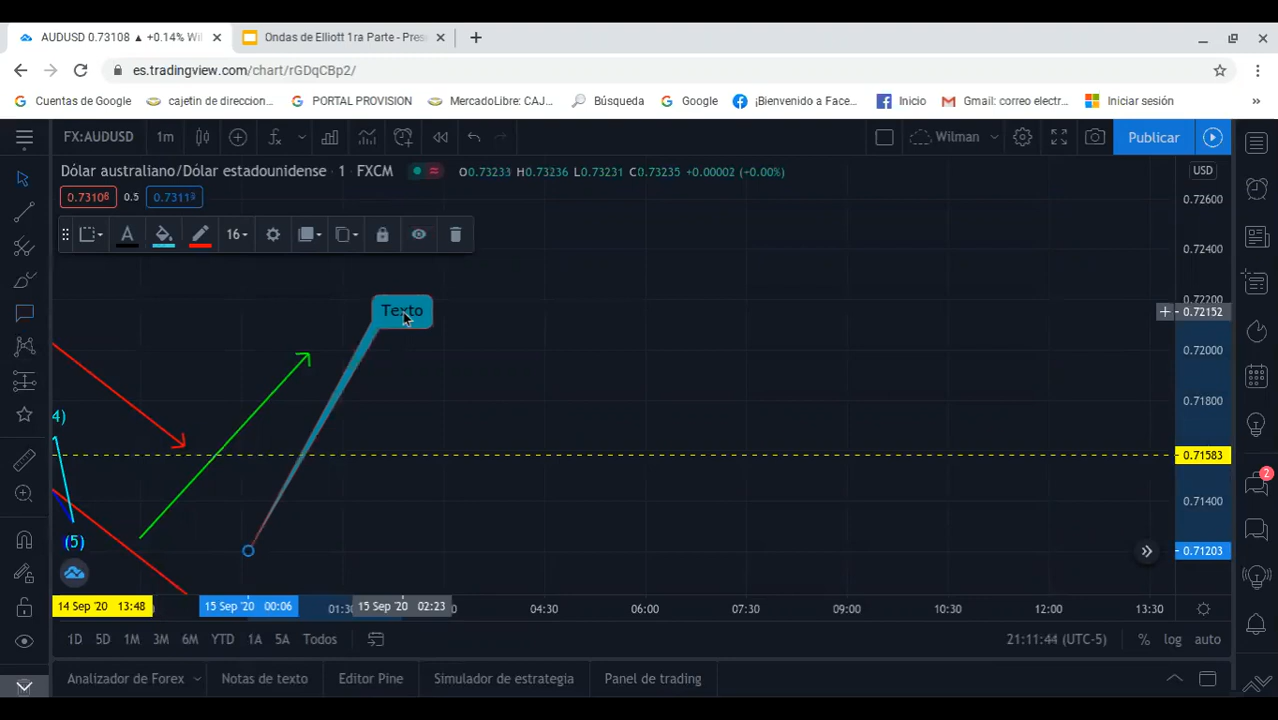 AUDUSD 0.73108 ▲ +0.14% Wil
Ondas de Elliott 1ra Parte - Pres
es.tradingview.com/chart/rGDqCBp2/
Cuentas de Google
cajetin de direccion...
PORTAL PROVISION
MercadoLibre: CAJ...
Búsqueda
Google
¡Bienvenido a Face...
Inicio
Gmail: correo electr...
Iniciar sesión
FX:AUDUSD
1m
Wilman
Publicar
Dólar australiano/Dólar estadounidense · 1 · FXCM
O0.73233 H0.73236 L0.73231 C0.73235 +0.00002 (+0.00%)
USD
0.73108
0.5
0.73113
0.72600
A
16
0.72400
Texto
0.72200
0.72152
0.72000
0.71800
4)
0.71583
0.71400
(5)
0.71203
14 Sep '20 13:48
15 Sep '20 00:06
01:30
15 Sep '20 02:23
04:30
06:00
07:30
09:00
10:30
12:00
13:30
1D
5D
1M
3M
6M
YTD
1A
5A
Todos
21:11:44 (UTC-5)
%
log
auto
Analizador de Forex
Notas de texto
Editor Pine
Simulador de estrategia
Panel de trading
2